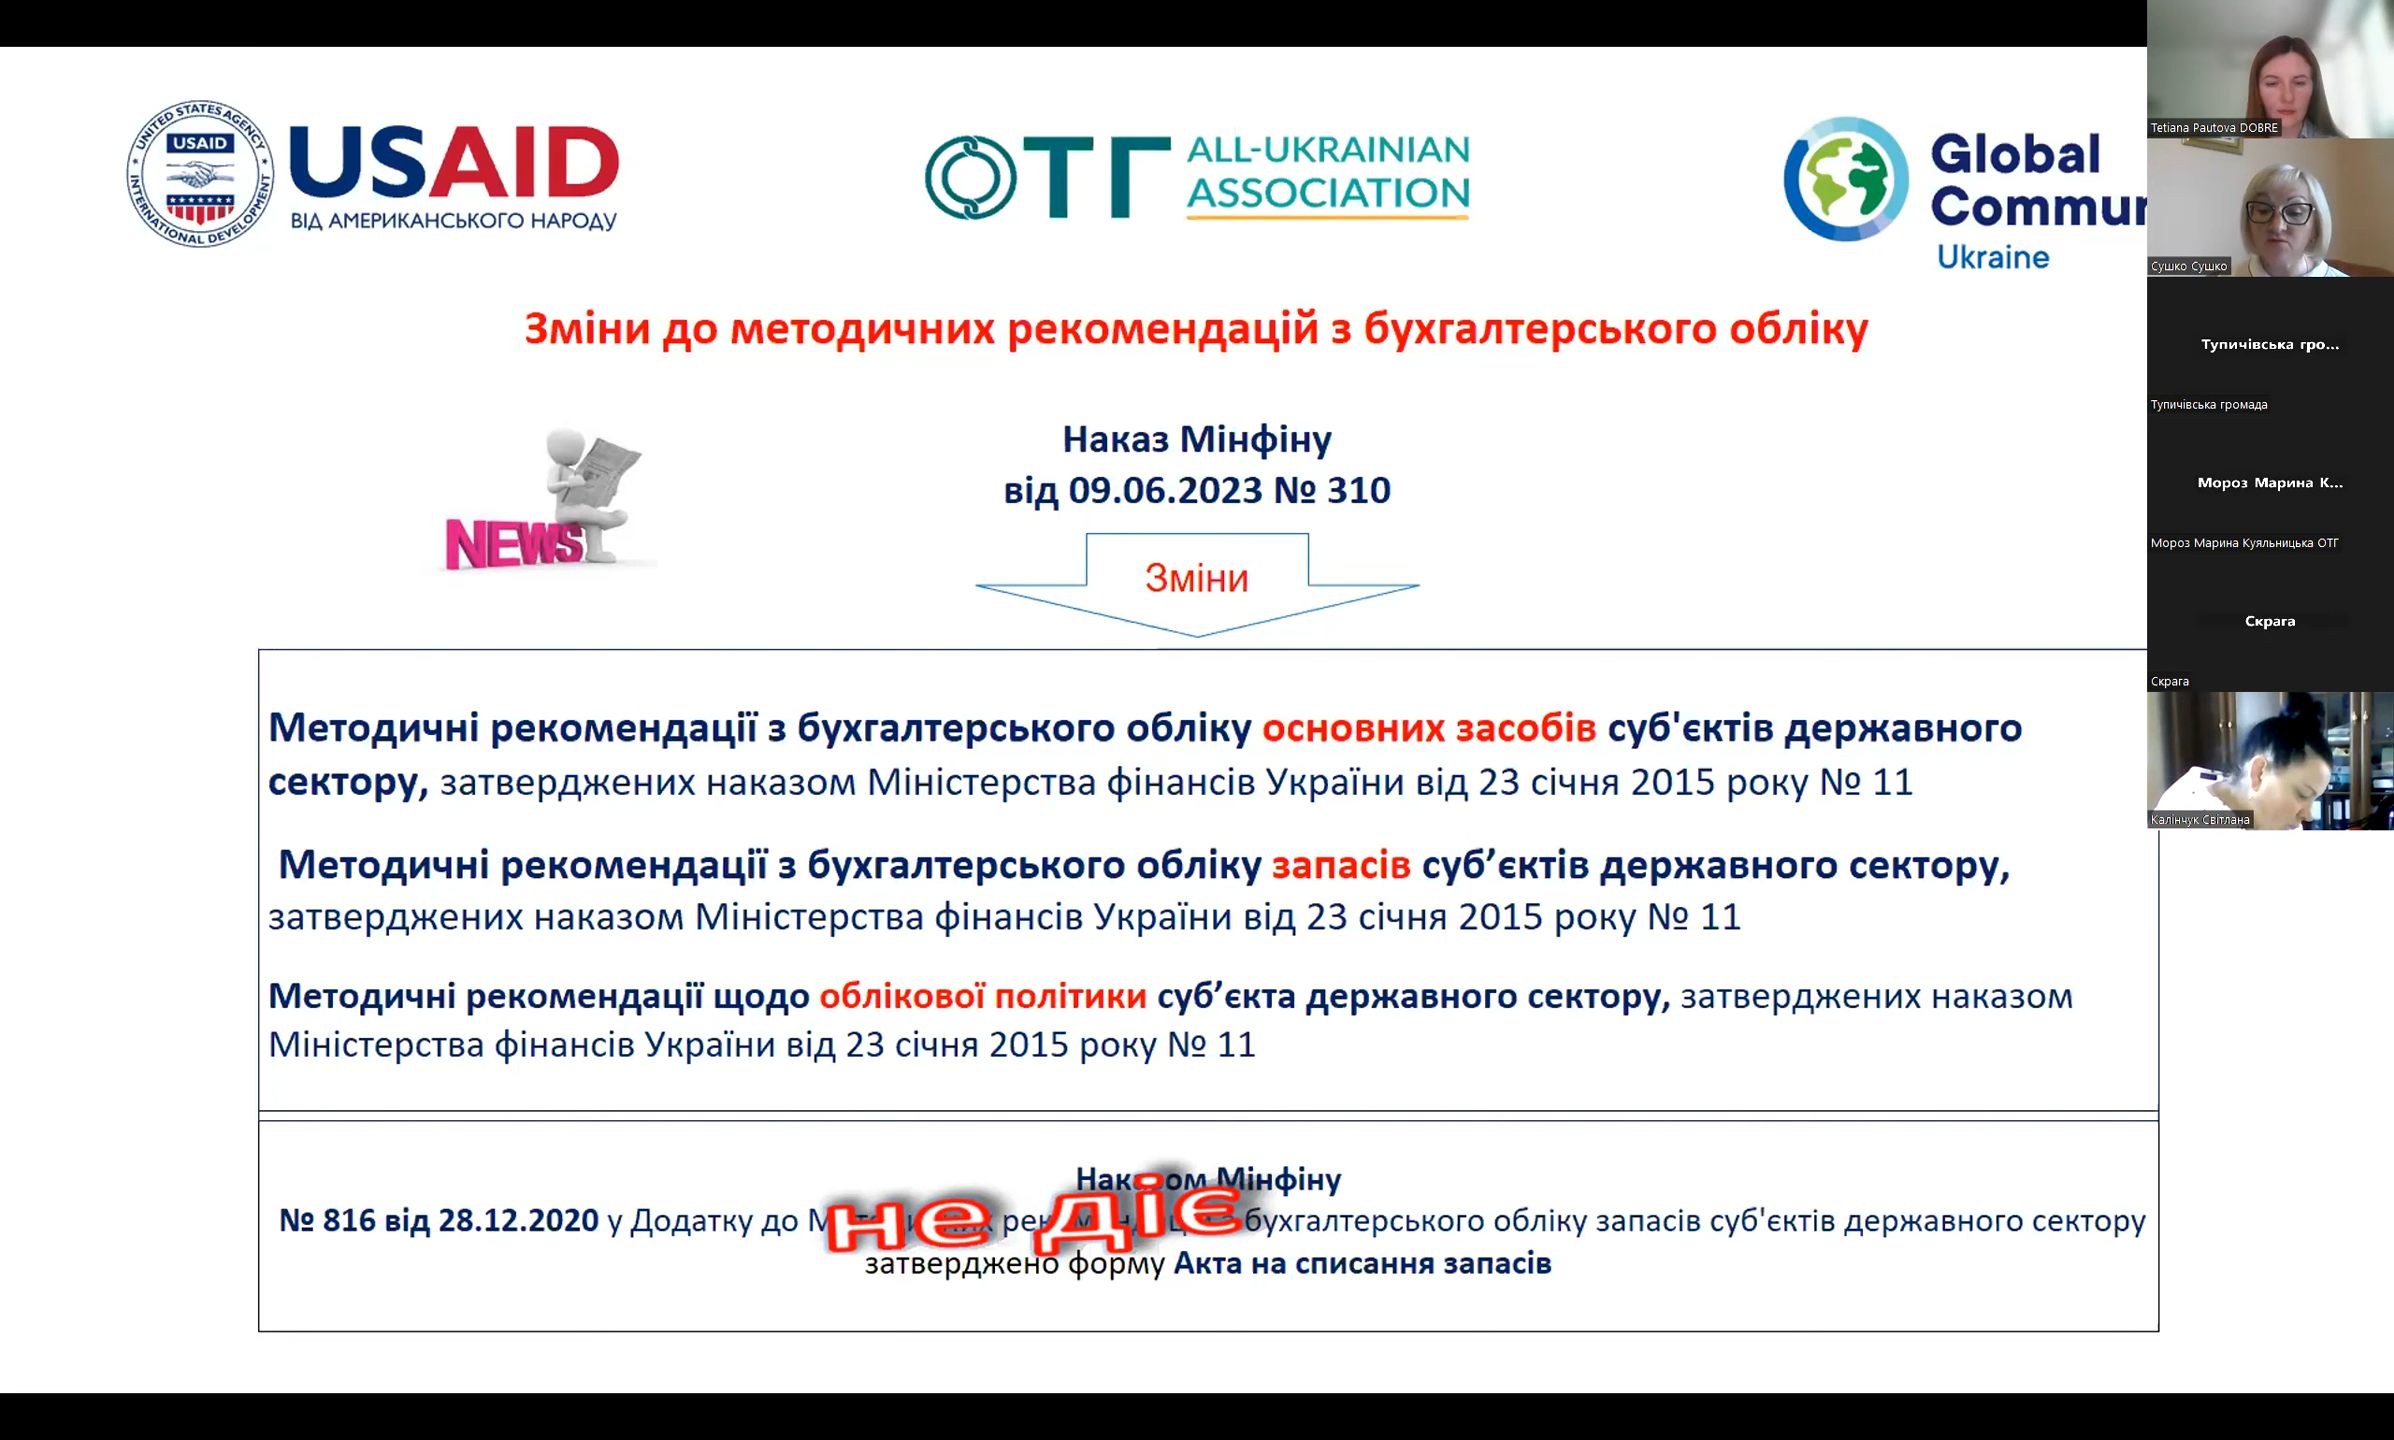 UNITED STATES AGENCY
USAID
INTERNATIONAL DEVELOPMENT
USAID
ВІД АМЕРИКАНСЬКОГО НАРОДУ
ОТГ ALL-UKRAINIAN
ASSOCIATION
Global
Commun
Ukraine
Зміни до методичних рекомендацій з бухгалтерського обліку
NEWS
Наказ Мінфіну
від 09.06.2023 № 310
Зміни
Методичні рекомендації з бухгалтерського обліку основних засобів суб'єктів державного
сектору, затверджених наказом Міністерства фінансів України від 23 січня 2015 року № 11
Методичні рекомендації з бухгалтерського обліку запасів суб’єктів державного сектору,
затверджених наказом Міністерства фінансів України від 23 січня 2015 року № 11
Методичні рекомендації щодо облікової політики суб’єкта державного сектору, затверджених наказом
Міністерства фінансів України від 23 січня 2015 року № 11
Наказом Мінфіну
№ 816 від 28.12.2020 у Додатку до бухгалтерського обліку запасів суб'єктів державного сектору
затверджено форму Акта на списання запасів
не діє
Tetiana Pautova DOBRE
Сушко Сушко
Тупичівська гро...
Тупичівська громада
Мороз Марина К...
Мороз Марина Куяльницька ОТГ
Скрага
Скрага
Калінчук Світлана